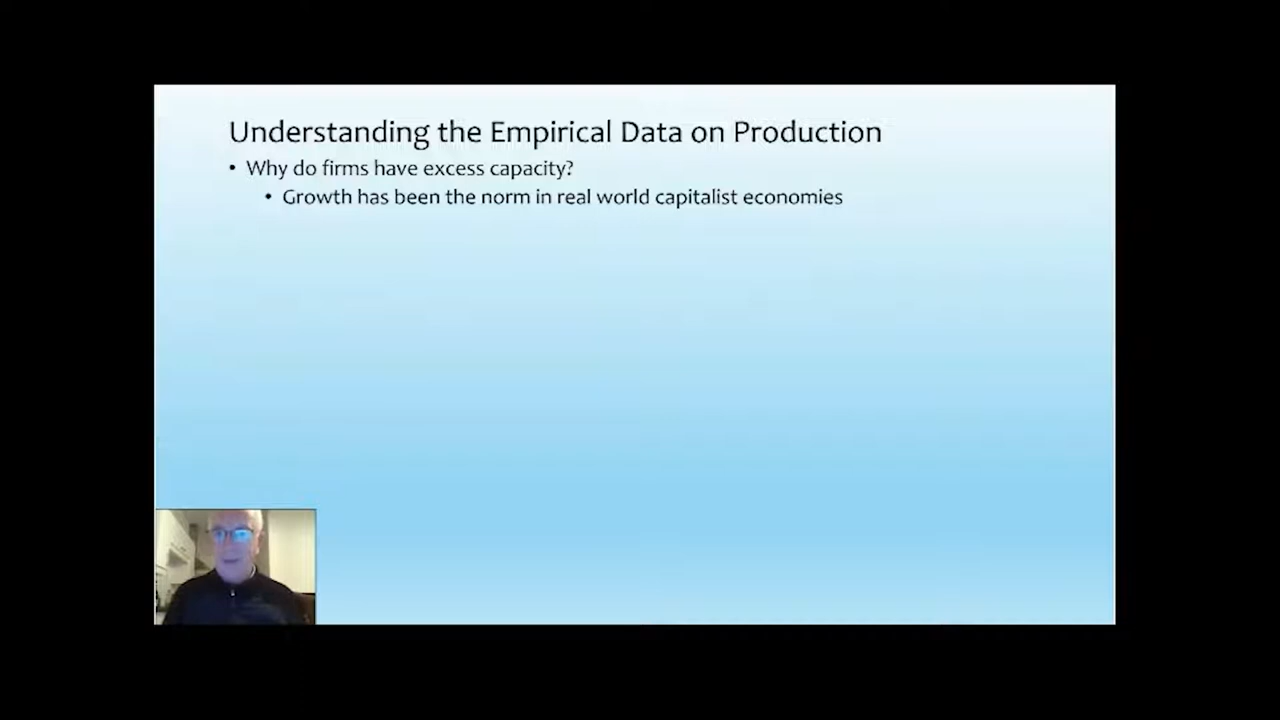 Understanding the Empirical Data on Production
• Why do firms have excess capacity?
• Growth has been the norm in real world capitalist economies